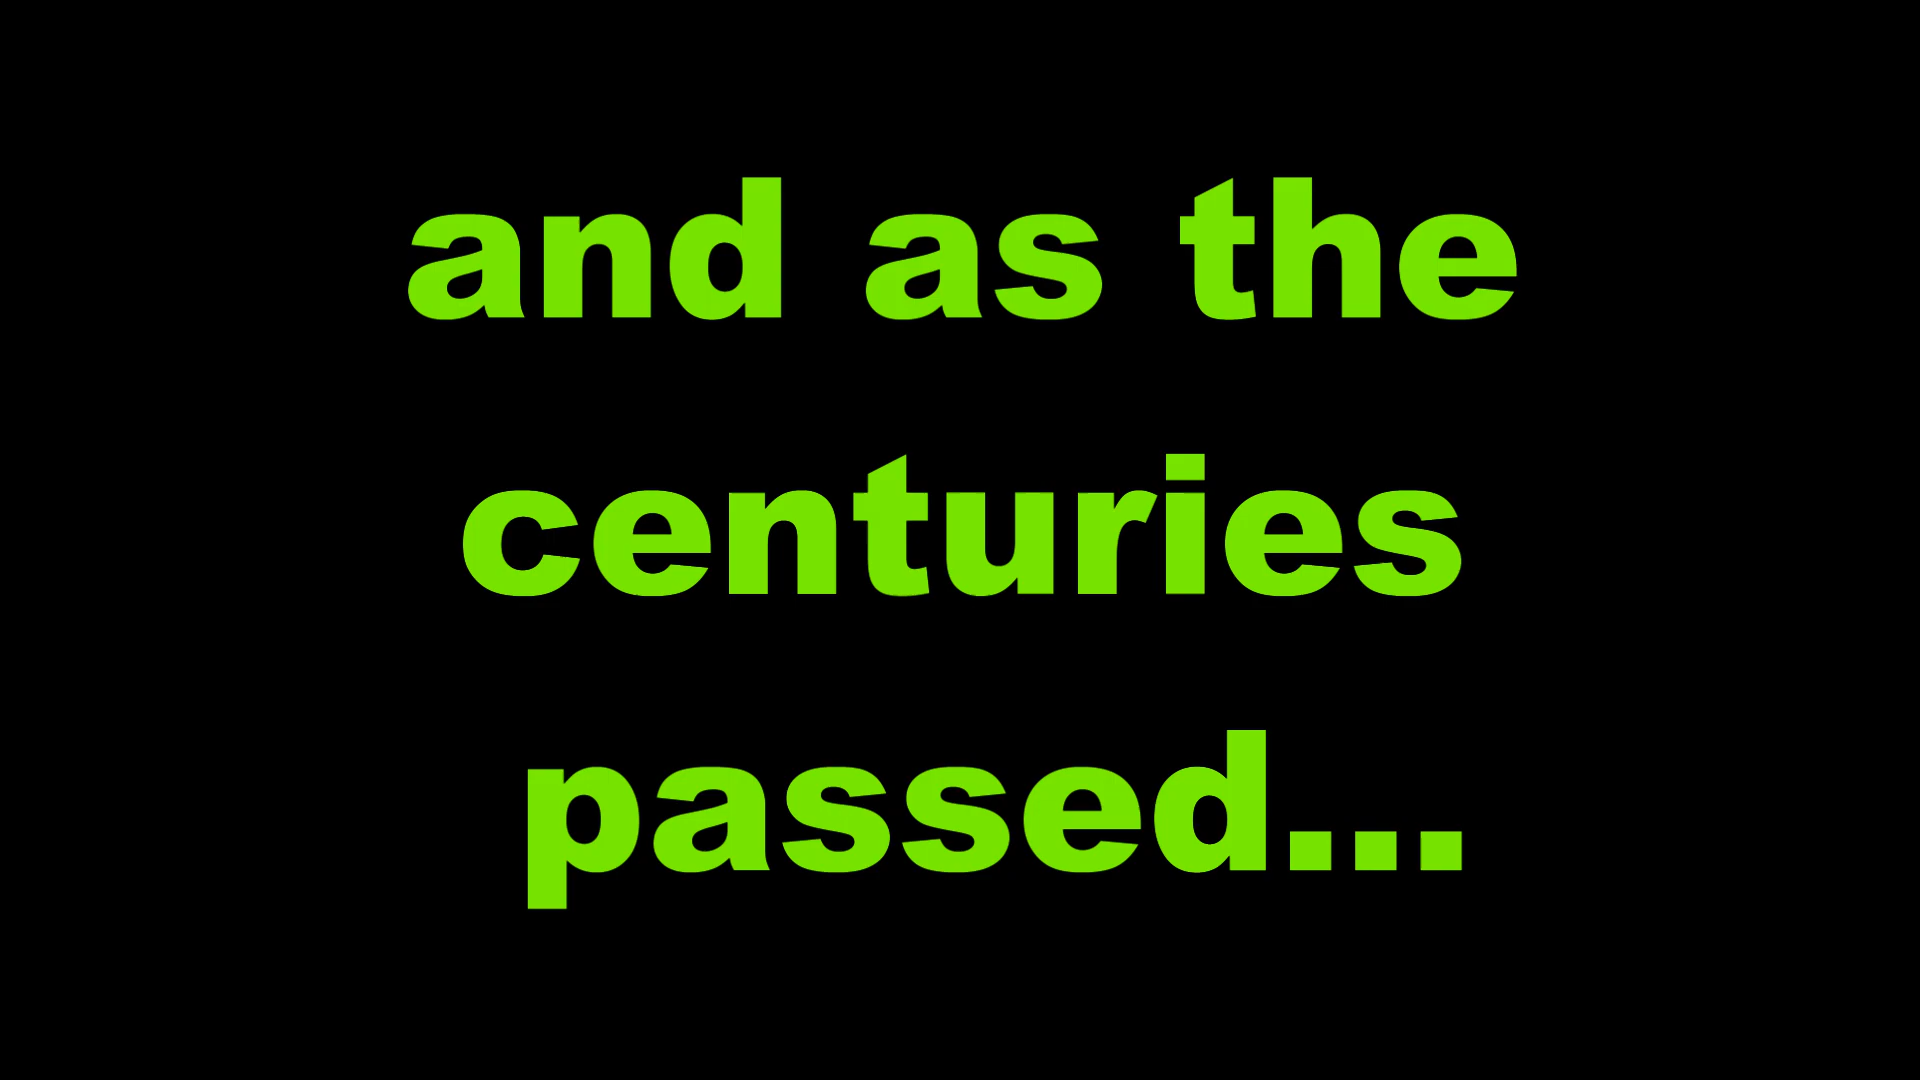 and as the
centuries
passed...